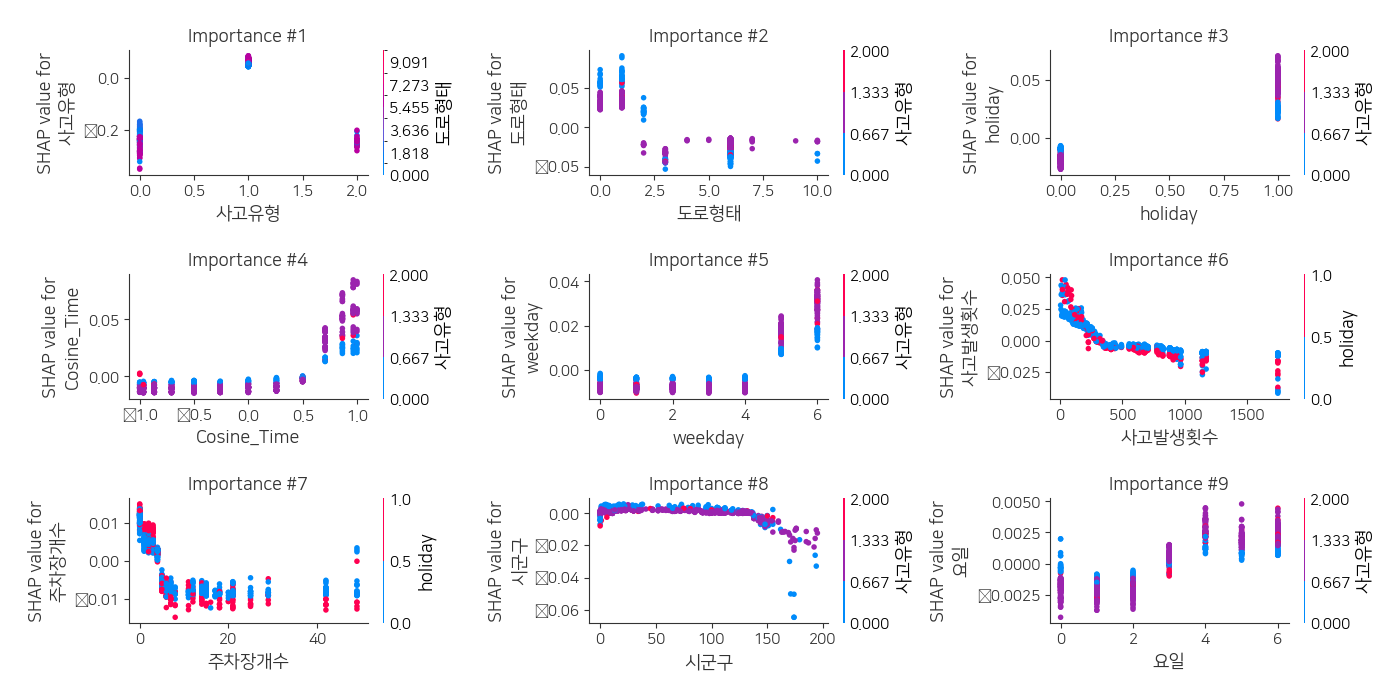 Importance #1
SHAP value for
사고유형
0.0
0.2
0.0 0.5 1.0 1.5 2.0
사고유형
9.091
7.273
5.455
3.636
1.818
0.000
도로형태
Importance #2
SHAP value for
도로형태
0.05
0.00
0.05
0.0 2.5 5.0 7.5 10.0
도로형태
2.000
1.333
0.667
0.000
사고유형
Importance #3
SHAP value for
holiday
0.05
0.00
0.00 0.25 0.50 0.75 1.00
holiday
2.000
1.333
0.667
0.000
사고유형
Importance #4
SHAP value for
Cosine_Time
0.05
0.00
1.0 0.5 0.0 0.5 1.0
Cosine_Time
2.000
1.333
0.667
0.000
사고유형
Importance #5
SHAP value for
weekday
0.04
0.02
0.00
0 2 4 6
weekday
2.000
1.333
0.667
0.000
사고유형
Importance #6
SHAP value for
사고발생횟수
0.050
0.025
0.000
0.025
0 500 1000 1500
사고발생횟수
1.0
0.5
0.0
holiday
Importance #7
SHAP value for
주차장개수
0.01
0.00
0.01
0 20 40
주차장개수
1.0
0.5
0.0
holiday
Importance #8
SHAP value for
시군구
0.00
0.02
0.04
0.06
0 50 100 150 200
시군구
2.000
1.333
0.667
0.000
사고유형
Importance #9
SHAP value for
요일
0.0050
0.0025
0.0000
0.0025
0 2 4 6
요일
2.000
1.333
0.667
0.000
사고유형